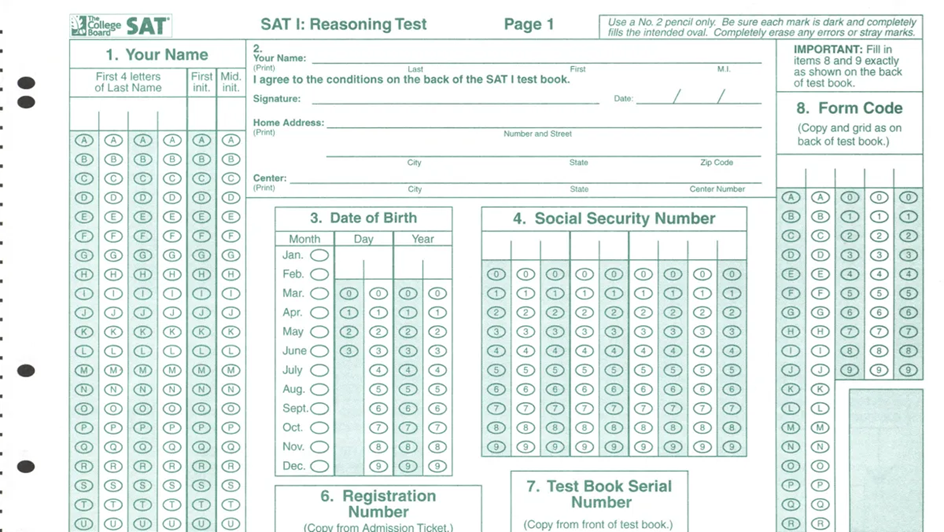 The College Board SAT
SAT I: Reasoning Test
Page 1
Use a No. 2 pencil only. Be sure each mark is dark and completely
fills the intended oval. Completely erase any errors or stray marks.
1. Your Name
First 4 letters
of Last Name
First
init.
Mid.
init.
A A A A A A
B B B B B B
C C C C C C
D D D D D D
E E E E E E
F F F F F F
G G G G G G
H H H H H H
I I I I I I
J J J J J J
K K K K K K
L L L L L L
M M M M M M
N N N N N N
O O O O O O
P P P P P P
Q Q Q Q Q Q
R R R R R R
S S S S S S
T T T T T T
U U U U U U
2.
Your Name:
(Print) Last First M.I.
I agree to the conditions on the back of the SAT I test book.
Signature: Date: / /
Home Address:
(Print) Number and Street
City State Zip Code
Center:
(Print) City State Center Number
3. Date of Birth
Month Day Year
Jan.
Feb.
Mar. 0 0 0 0
Apr. 1 1 1 1
May 2 2 2 2
June 3 3 3 3
July 4 4 4
Aug. 5 5 5
Sept. 6 6 6
Oct. 7 7 7
Nov. 8 8 8
Dec. 9 9 9
4. Social Security Number
0 0 0 0 0 0 0 0 0
1 1 1 1 1 1 1 1 1
2 2 2 2 2 2 2 2 2
3 3 3 3 3 3 3 3 3
4 4 4 4 4 4 4 4 4
5 5 5 5 5 5 5 5 5
6 6 6 6 6 6 6 6 6
7 7 7 7 7 7 7 7 7
8 8 8 8 8 8 8 8 8
9 9 9 9 9 9 9 9 9
6. Registration
Number
(Copy from Admission Ticket.)
7. Test Book Serial
Number
(Copy from front of test book.)
IMPORTANT: Fill in
items 8 and 9 exactly
as shown on the back
of test book.
8. Form Code
(Copy and grid as on
back of test book.)
A A 0 0 0
B B 1 1 1
C C 2 2 2
D D 3 3 3
E E 4 4 4
F F 5 5 5
G G 6 6 6
H H 7 7 7
I I 8 8 8
J J 9 9 9
K K
L L
M M
N N
O O
P P
Q Q